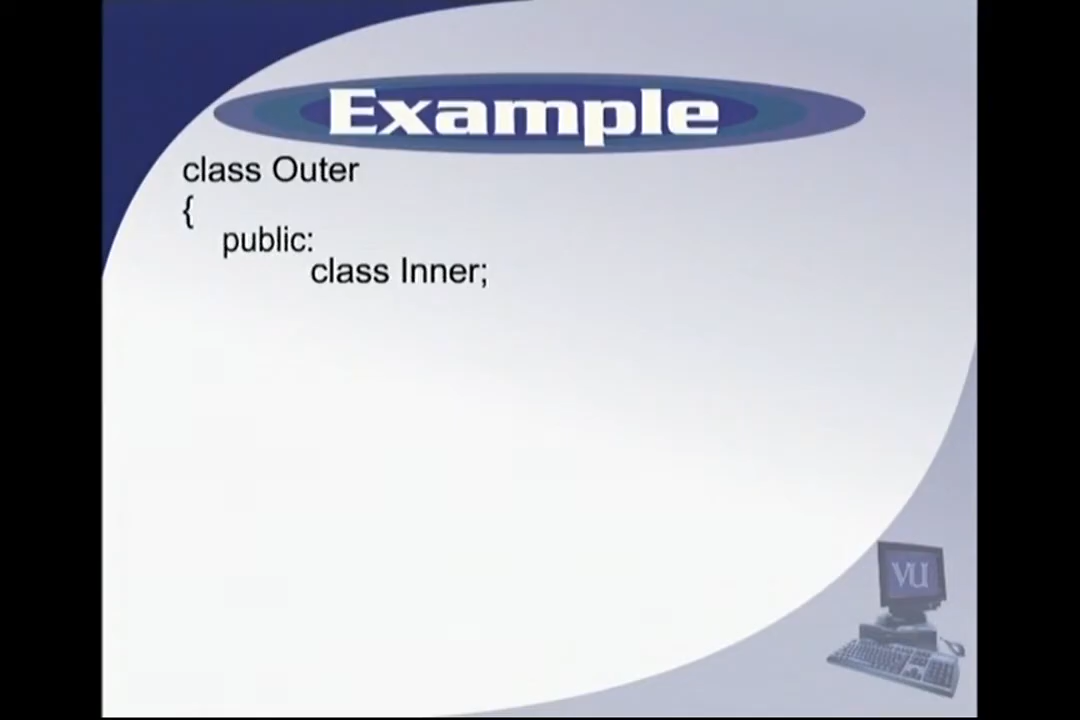 Example
class Outer
{
public:
class Inner;
VU